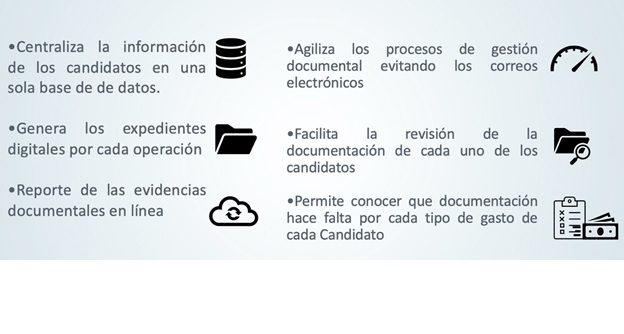 •Centraliza la información
de los candidatos en una
sola base de de datos.
•Genera los expedientes
digitales por cada operación
•Reporte de las evidencias
documentales en línea
•Agiliza los procesos de gestión
documental evitando los correos
electrónicos
•Facilita la revisión de la
documentación de cada uno de los
candidatos
•Permite conocer que documentación
hace falta por cada tipo de gasto de
cada Candidato